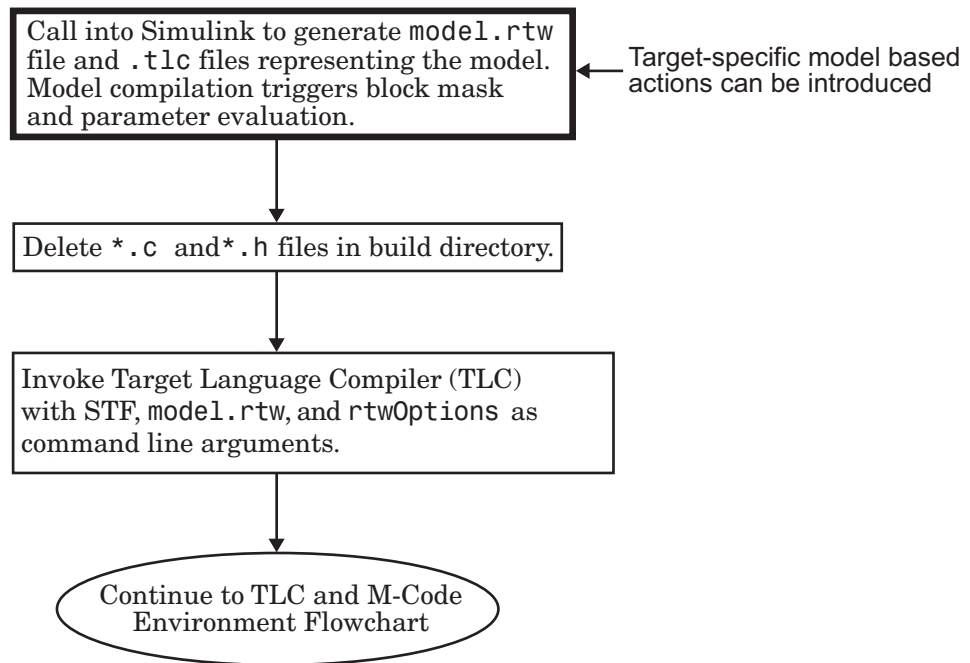 Call into Simulink to generate model.rtw
file and .tlc files representing the model.
Model compilation triggers block mask
and parameter evaluation.
Target-specific model based
actions can be introduced
Delete *.c and*.h files in build directory.
Invoke Target Language Compiler (TLC)
with STF, model.rtw, and rtwOptions as
command line arguments.
Continue to TLC and M-Code
Environment Flowchart